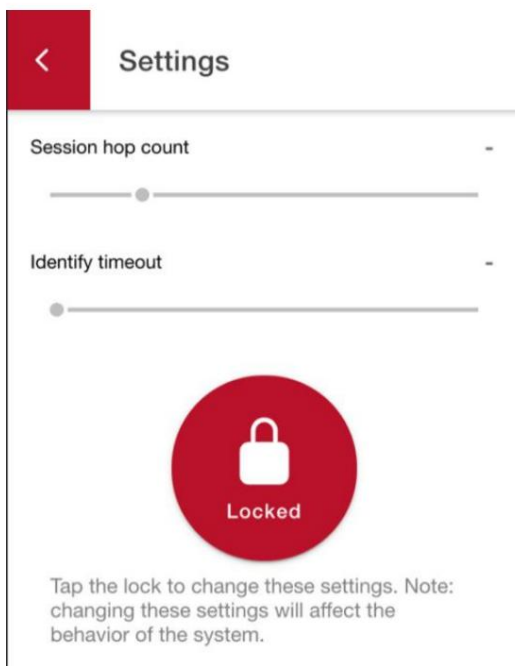 Settings
Session hop count -
Identify timeout -
Locked
Tap the lock to change these settings. Note:
changing these settings will affect the
behavior of the system.